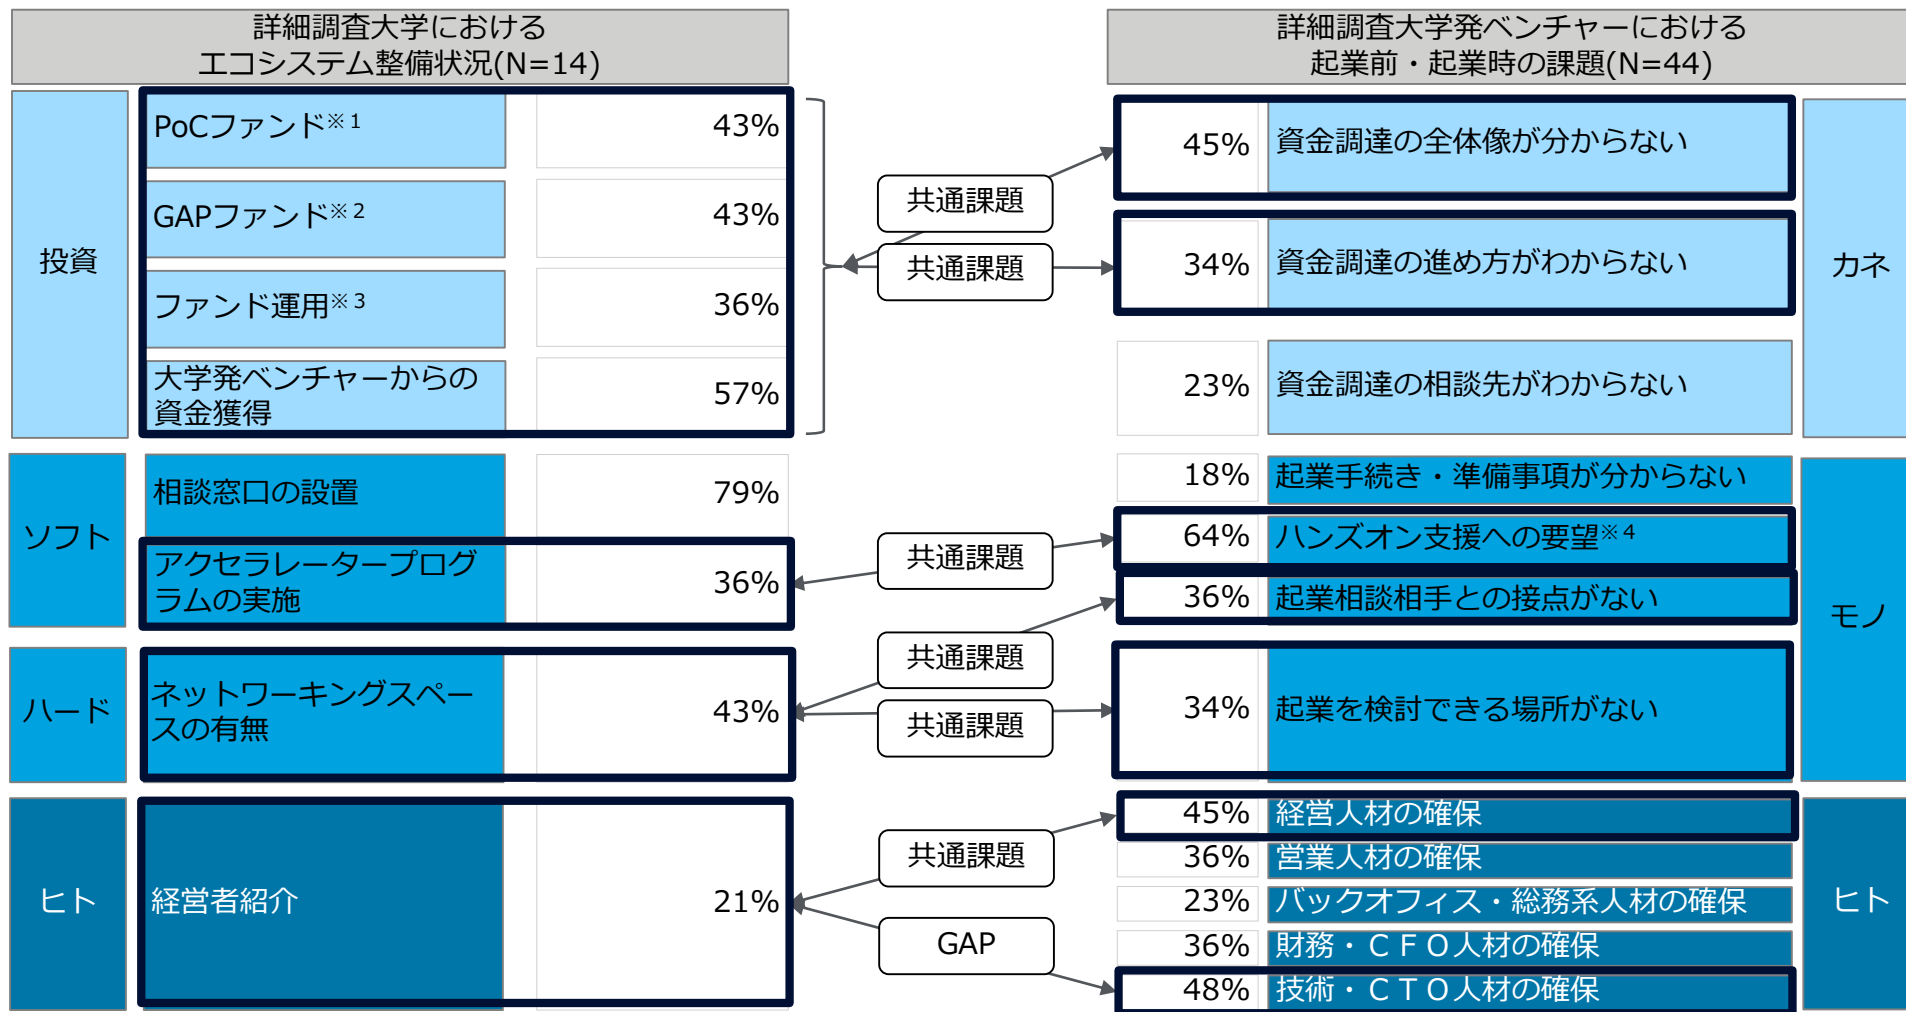 詳細調査大学における
エコシステム整備状況(N=14)
投資
PoCファンド※1
43%
GAPファンド※2
43%
ファンド運用※3
36%
大学発ベンチャーからの
資金獲得
57%
ソフト
相談窓口の設置
79%
アクセラレータープログ
ラムの実施
36%
ハード
ネットワーキングスペー
スの有無
43%
ヒト
経営者紹介
21%
共通課題
共通課題
共通課題
共通課題
共通課題
共通課題
GAP
詳細調査大学発ベンチャーにおける
起業前・起業時の課題(N=44)
カネ
45% 資金調達の全体像が分からない
34% 資金調達の進め方がわからない
23% 資金調達の相談先がわからない
モノ
18% 起業手続き・準備事項が分からない
64% ハンズオン支援への要望※4
36% 起業相談相手との接点がない
34% 起業を検討できる場所がない
ヒト
45% 経営人材の確保
36% 営業人材の確保
23% バックオフィス・総務系人材の確保
36% 財務・ＣＦＯ人材の確保
48% 技術・ＣＴＯ人材の確保